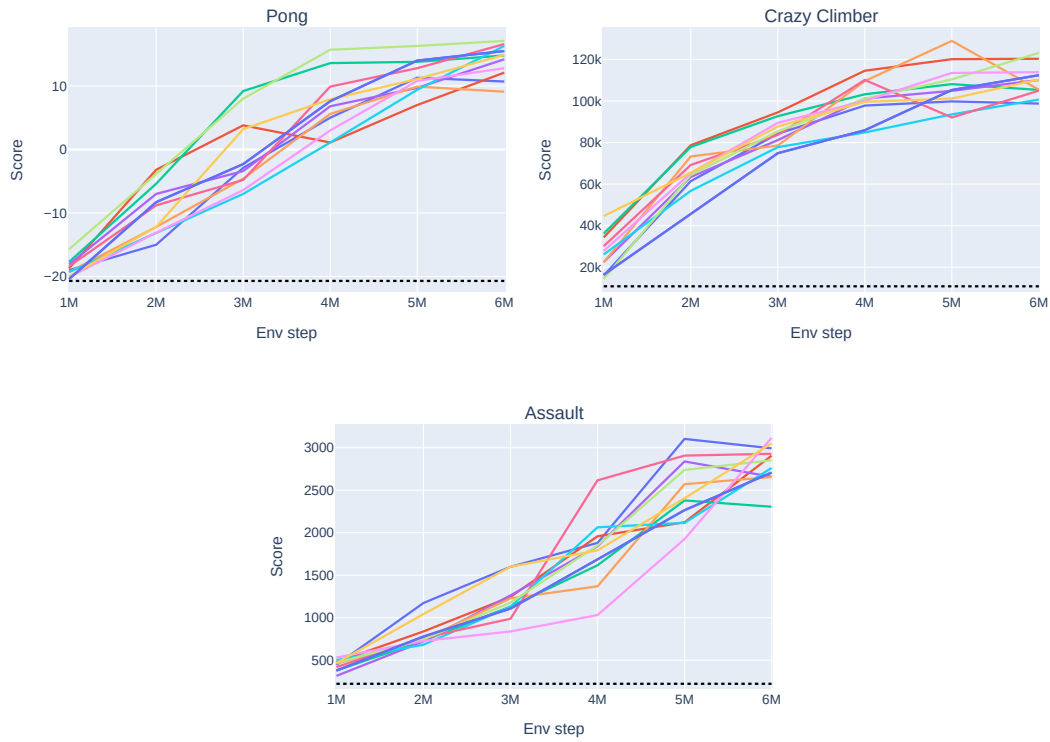 Pong
Score
10
0
−10
−20
1M 2M 3M 4M 5M 6M
Env step
Crazy Climber
Score
120k
100k
80k
60k
40k
20k
1M 2M 3M 4M 5M 6M
Env step
Assault
Score
3000
2500
2000
1500
1000
500
1M 2M 3M 4M 5M 6M
Env step